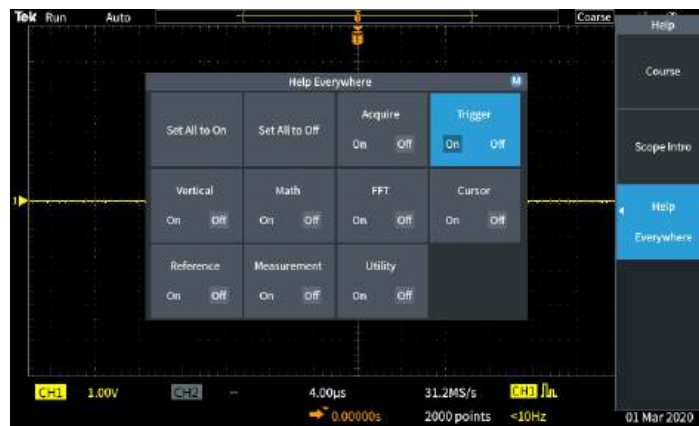 Tek Run Auto Coarse
Help
Course
Scope Intro
Help
Everywhere
Help Everywhere M
Set All to On
Set All to Off
Acquire
On Off
Trigger
On Off
Vertical
On Off
Math
On Off
FFT
On Off
Cursor
On Off
Reference
On Off
Measurement
On Off
Utility
On Off
1
CH1 1.00V CH2 -- 4.00µs 31.2MS/s CH1
0.00000s 2000 points <10Hz 01 Mar 2020